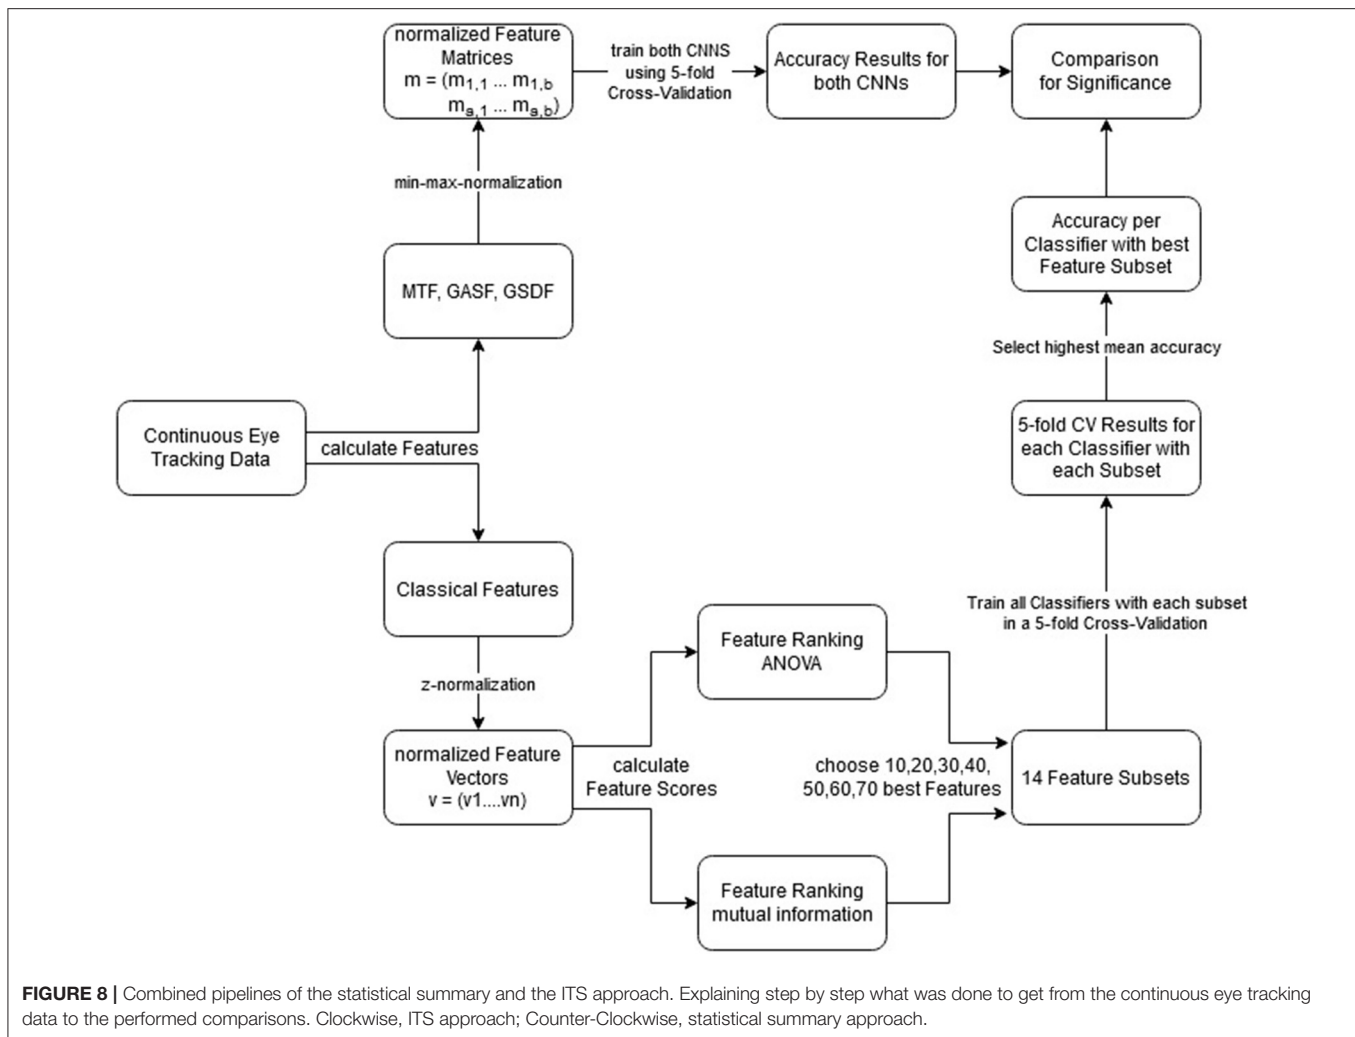 normalized Feature
Matrices
m = (m1,1 ... m1,b
ma,1 ... ma,b)
train both CNNS
using 5-fold
Cross-Validation
Accuracy Results for
both CNNs
Comparison
for Significance
min-max-normalization
Accuracy per
Classifier with best
Feature Subset
MTF, GASF, GSDF
Select highest mean accuracy
Continuous Eye
Tracking Data
calculate Features
5-fold CV Results for
each Classifier with
each Subset
Classical Features
Train all Classifiers with each subset
in a 5-fold Cross-Validation
z-normalization
Feature Ranking
ANOVA
normalized Feature
Vectors
v = (v1....vn)
calculate
Feature Scores
choose 10,20,30,40,
50,60,70 best Features
14 Feature Subsets
Feature Ranking
mutual information
FIGURE 8 | Combined pipelines of the statistical summary and the ITS approach. Explaining step by step what was done to get from the continuous eye tracking
data to the performed comparisons. Clockwise, ITS approach; Counter-Clockwise, statistical summary approach.